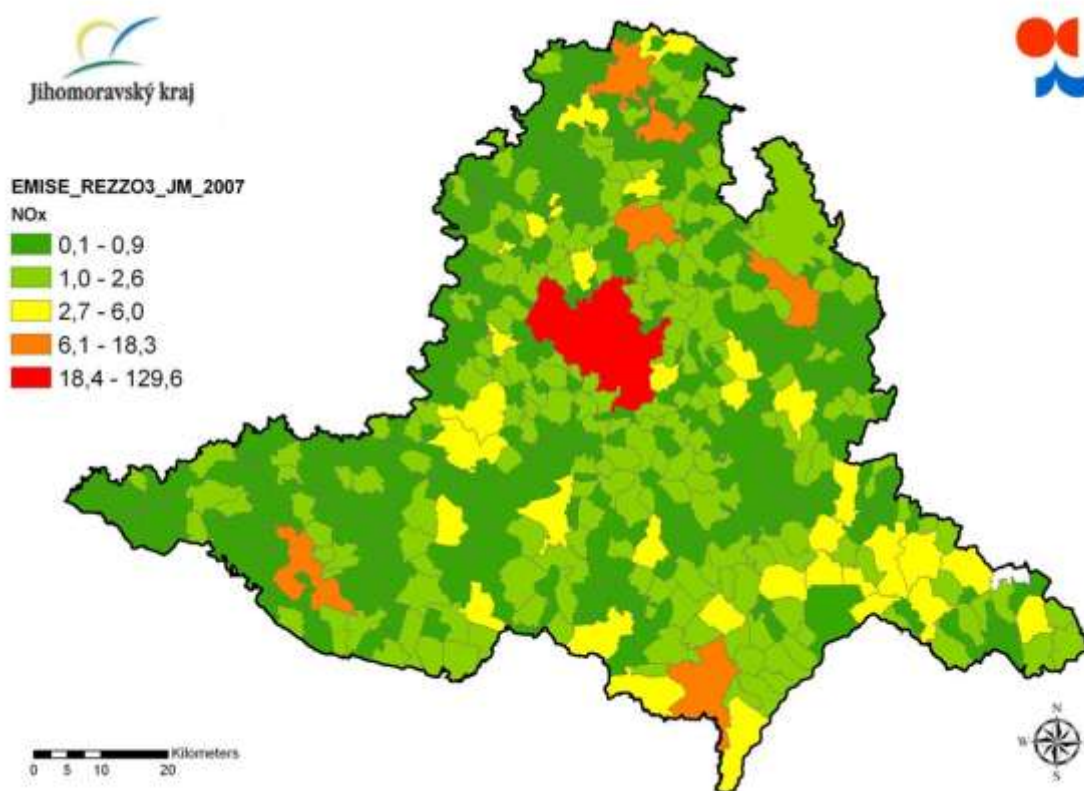 Jihomoravský kraj
EMISE_REZZO3_JM_2007
NOx
0,1 - 0,9
1,0 - 2,6
2,7 - 6,0
6,1 - 18,3
18,4 - 129,6
Kilometers
0 5 10 20
N
W
S